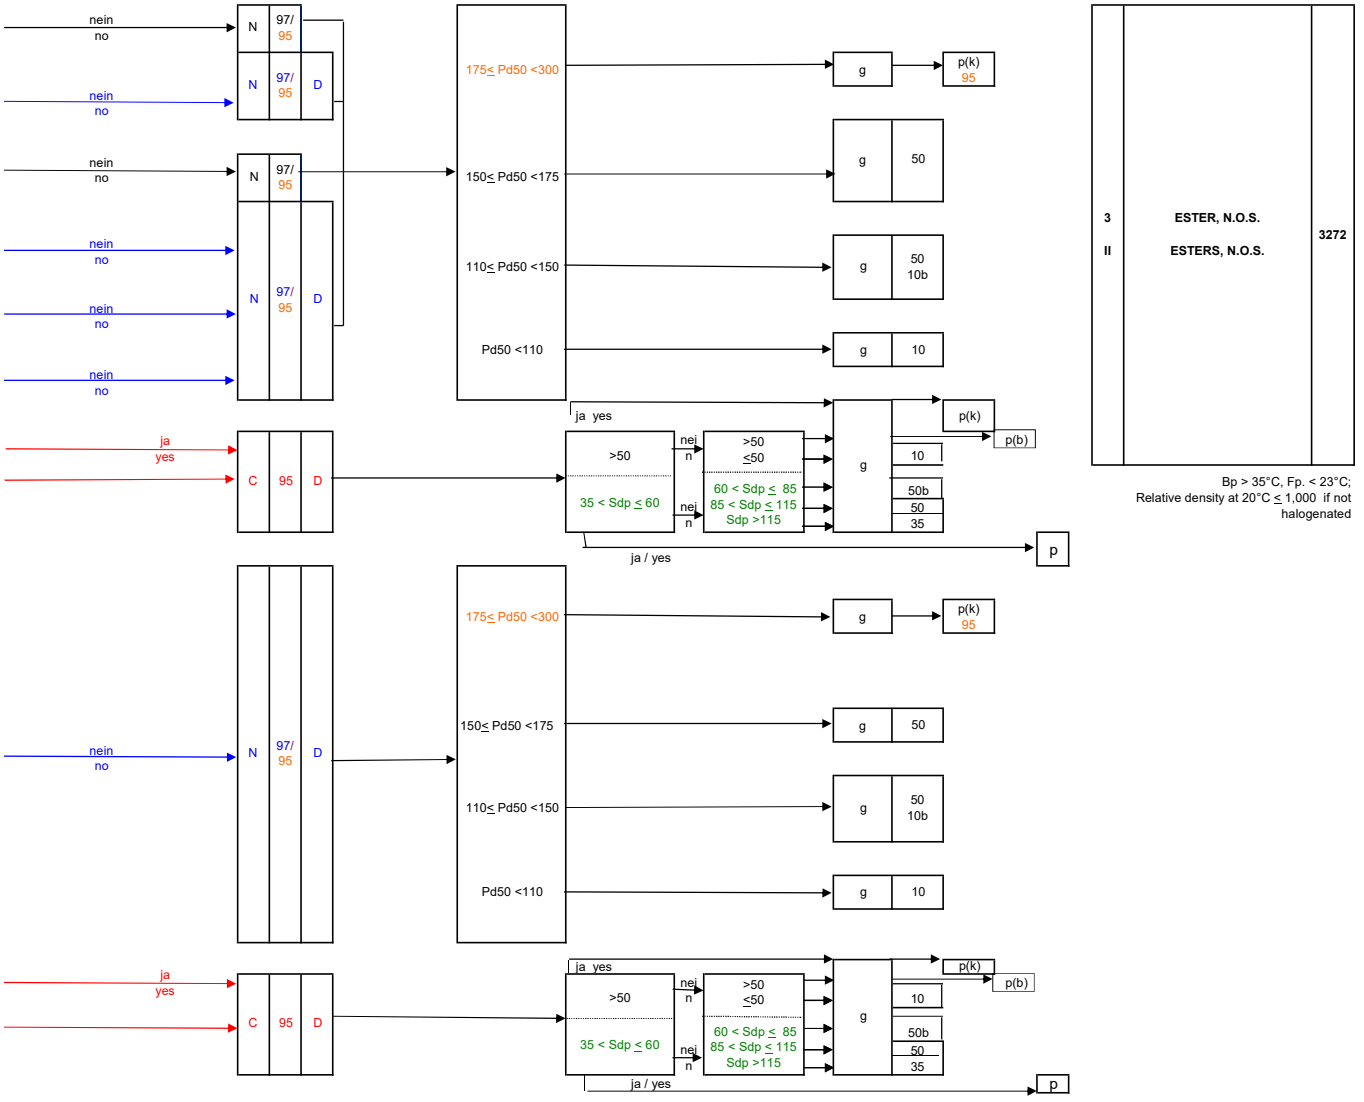 nein
no
N
97/
95
nein
no
N
97/
95
D
nein
no
N
97/
95
nein
no
nein
no
N
97/
95
D
nein
no
175≤ Pd50 <300
g
p(k)
95
150≤ Pd50 <175
g
50
110≤ Pd50 <150
g
50
10b
Pd50 <110
g
10
3
II
ESTER, N.O.S.
ESTERS, N.O.S.
3272
Bp > 35°C, Fp. < 23°C;
Relative density at 20°C ≤ 1,000 if not
halogenated
ja
yes
C
95
D
ja yes
>50
35 < Sdp ≤ 60
nei
n
nei
n
>50
≤50
60 < Sdp ≤ 85
85 < Sdp ≤ 115
Sdp >115
g
p(k)
p(b)
10
50b
50
35
ja / yes
p
nein
no
N
97/
95
D
175≤ Pd50 <300
g
p(k)
95
150≤ Pd50 <175
g
50
110≤ Pd50 <150
g
50
10b
Pd50 <110
g
10
ja
yes
C
95
D
ja yes
>50
35 < Sdp ≤ 60
nei
n
nei
n
>50
≤50
60 < Sdp ≤ 85
85 < Sdp ≤ 115
Sdp >115
g
p(k)
p(b)
10
50b
50
35
ja / yes
p